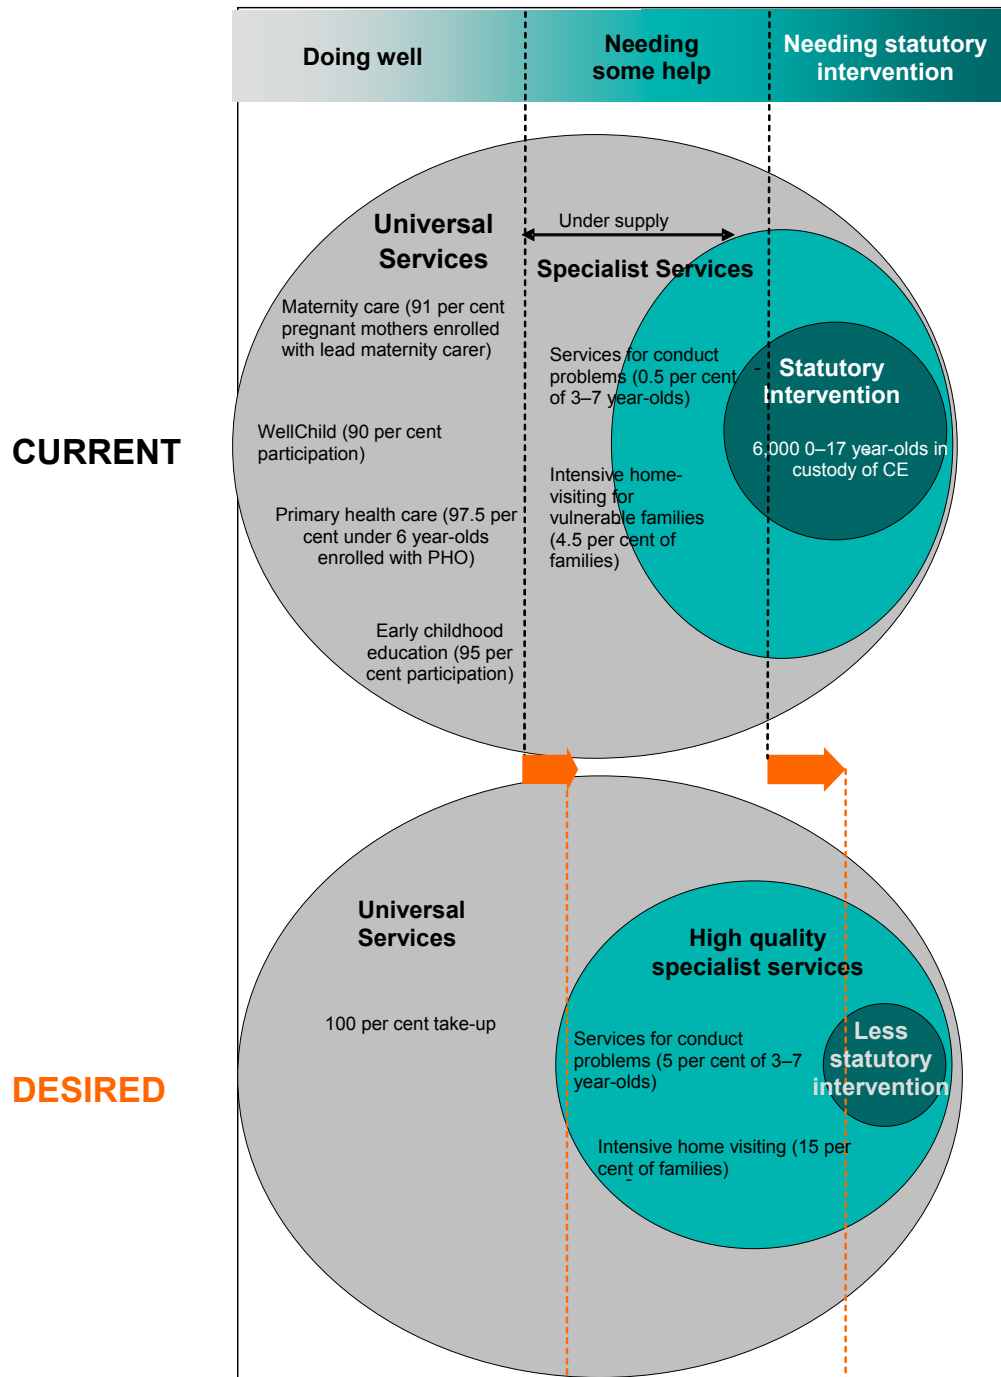 Doing well
Needing
some help
Needing statutory
intervention
CURRENT
Universal
Services
Maternity care (91 per cent
pregnant mothers enrolled
with lead maternity carer)
WellChild (90 per cent
participation)
Primary health care (97.5 per
cent under 6 year-olds
enrolled with PHO)
Early childhood
education (95 per
cent participation)
Under supply
Specialist Services
Services for conduct
problems (0.5 per cent
of 3–7 year-olds)
Intensive home-
visiting for
vulnerable families
(4.5 per cent of
families)
Statutory
Intervention
6,000 0–17 year-olds in
custody of CE
DESIRED
Universal
Services
100 per cent take-up
High quality
specialist services
Services for conduct
problems (5 per cent of 3–7
year-olds)
Intensive home visiting (15 per
cent of families)
Less
statutory
intervention